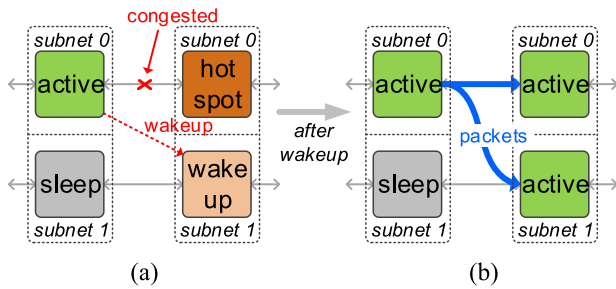 congested
subnet 0
subnet 0
active
hot
spot
wakeup
sleep
wake
up
subnet 1
subnet 1
after
wakeup
subnet 0
subnet 0
active
active
packets
sleep
active
subnet 1
subnet 1
(a)
(b)